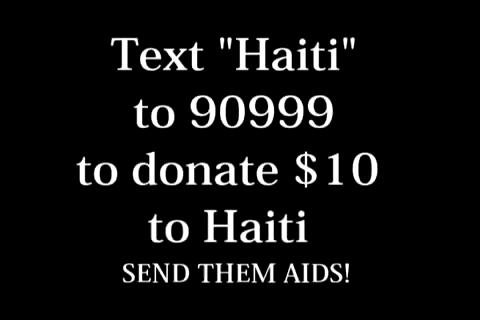 Text "Haiti"
to 90999
to donate $10
to Haiti
SEND THEM AIDS!